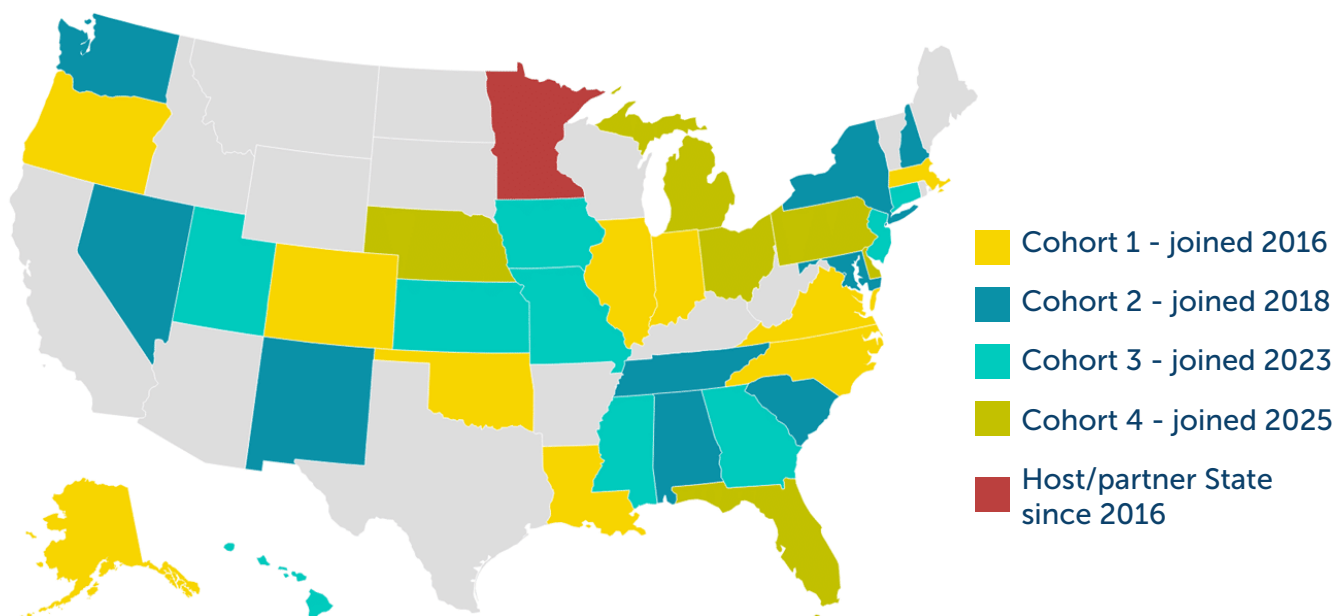 Cohort 1 - joined 2016
Cohort 2 - joined 2018
Cohort 3 - joined 2023
Cohort 4 - joined 2025
Host/partner State
since 2016